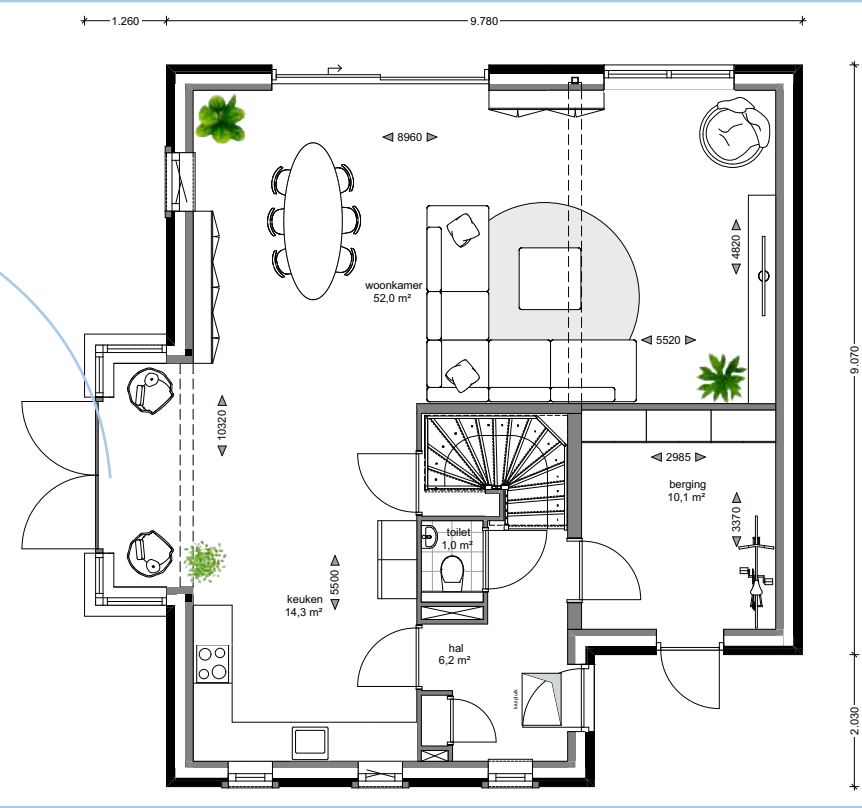 1.260
9.780
8960
4820
woonkamer
52,0 m²
5520
9.070
10320
2985
berging
10,1 m²
3370
toilet
1,0 m²
5500
keuken
14,3 m²
hal
6,2 m²
2.030